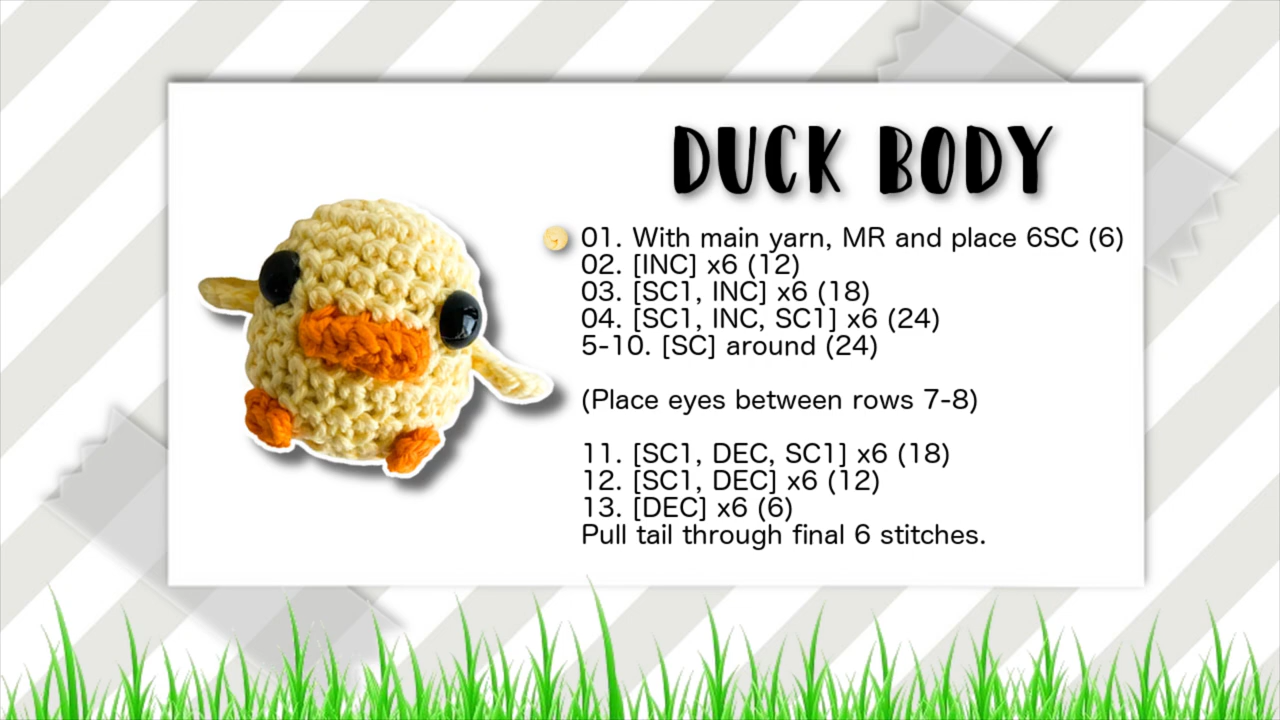 DUCK BODY
01. With main yarn, MR and place 6SC (6)
02. [INC] x6 (12)
03. [SC1, INC] x6 (18)
04. [SC1, INC, SC1] x6 (24)
5-10. [SC] around (24)
(Place eyes between rows 7-8)
11. [SC1, DEC, SC1] x6 (18)
12. [SC1, DEC] x6 (12)
13. [DEC] x6 (6)
Pull tail through final 6 stitches.